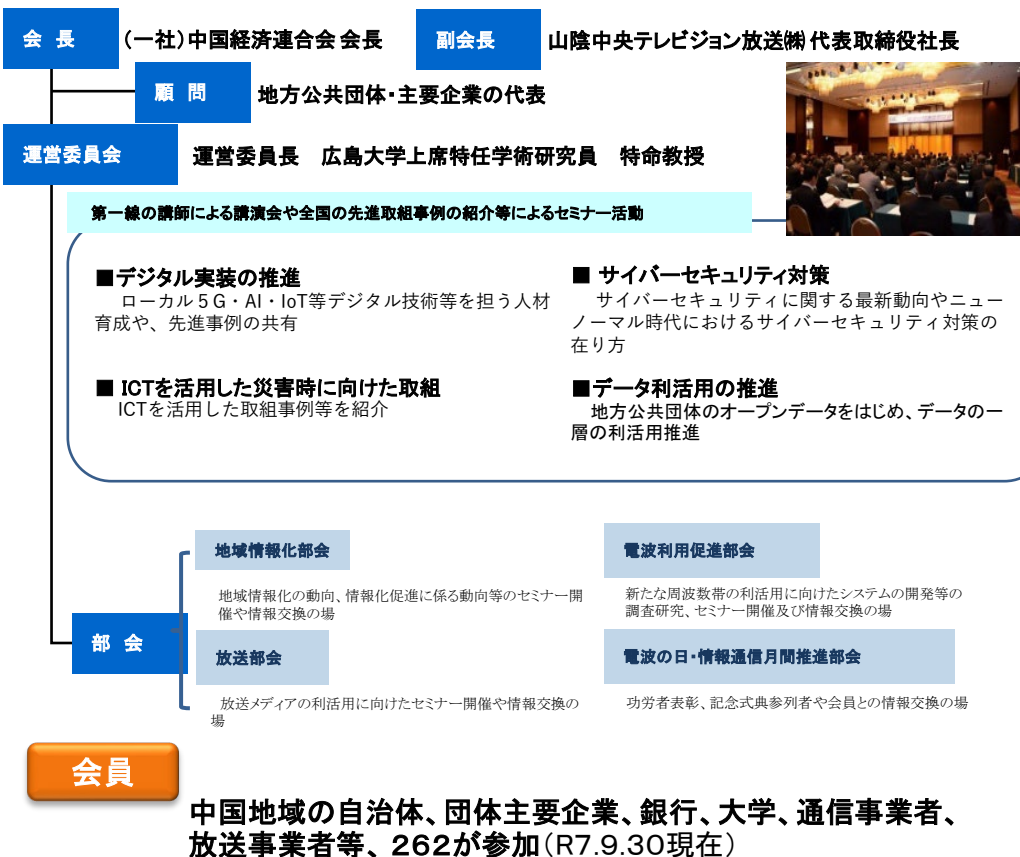 会 長 (一社)中国経済連合会 会長 副会長 山陰中央テレビジョン放送㈱ 代表取締役社長
顧 問 地方公共団体・主要企業の代表
運営委員会 運営委員長 広島大学上席特任学術研究員 特命教授
第一線の講師による講演会や全国の先進取組事例の紹介等によるセミナー活動
■デジタル実装の推進
ローカル５G・AI・IoT等デジタル技術等を担う人材
育成や、先進事例の共有
■ サイバーセキュリティ対策
サイバーセキュリティに関する最新動向やニュー
ノーマル時代におけるサイバーセキュリティ対策の
在り方
■ ICTを活用した災害時に向けた取組
ICTを活用した取組事例等を紹介
■データ利活用の推進
地方公共団体のオープンデータをはじめ、データの一
層の利活用推進
部 会
地域情報化部会
地域情報化の動向、情報化促進に係る動向等のセミナー開
催や情報交換の場
電波利用促進部会
新たな周波数帯の利活用に向けたシステムの開発等の
調査研究、セミナー開催及び情報交換の場
放送部会
放送メディアの利活用に向けたセミナー開催や情報交換の
場
電波の日・情報通信月間推進部会
功労者表彰、記念式典参列者や会員との情報交換の場
会員
中国地域の自治体、団体主要企業、銀行、大学、通信事業者、
放送事業者等、262が参加(R7.9.30現在)